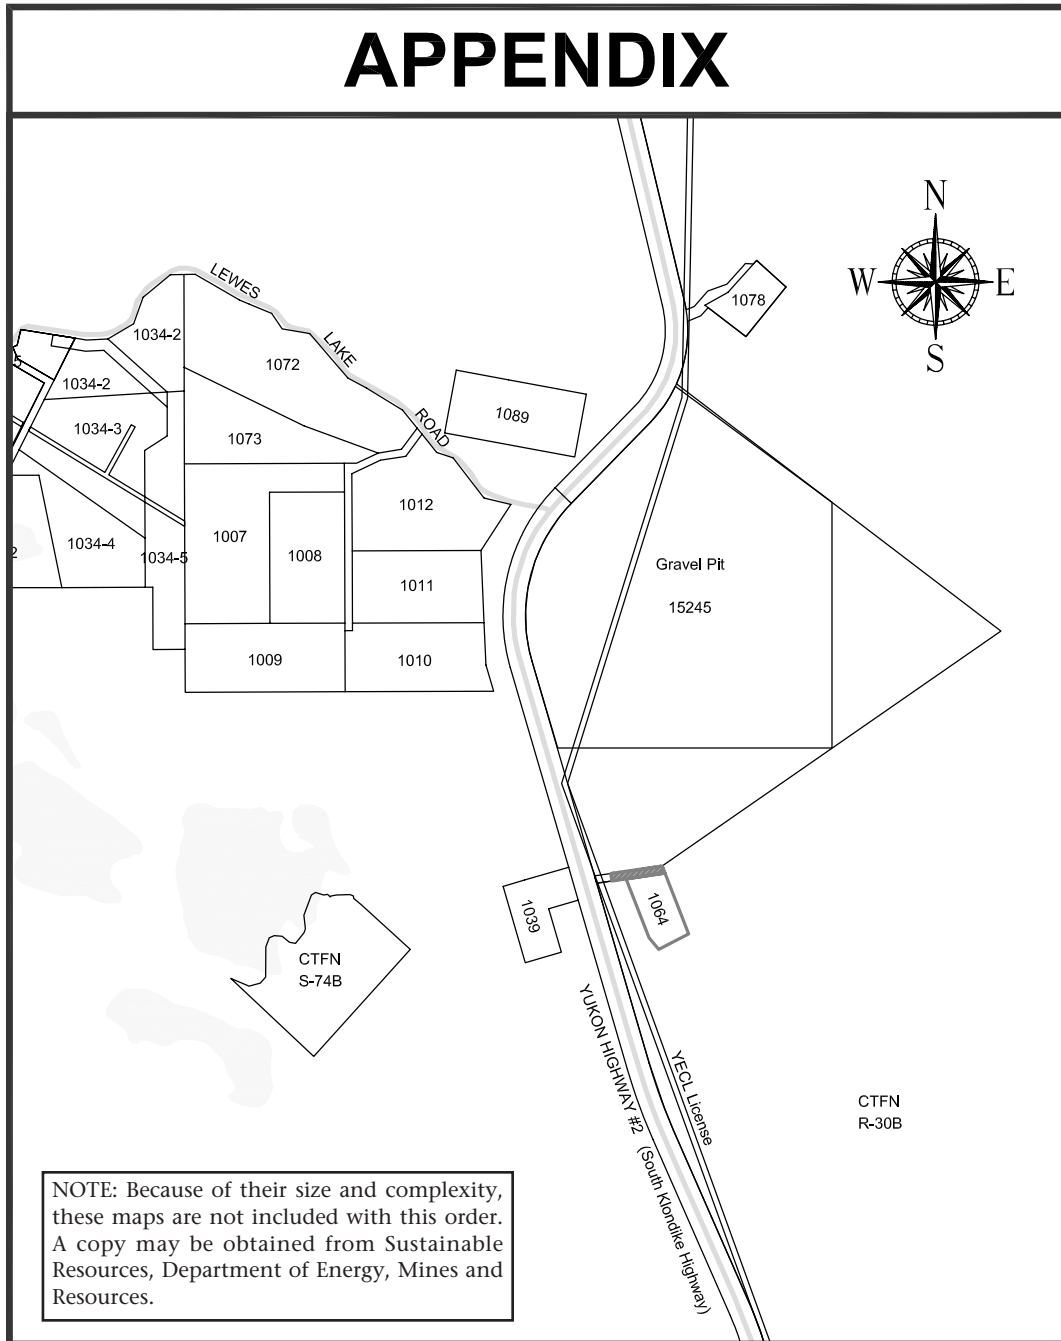 APPENDIX
N
W
E
S
LEWES
LAKE
ROAD
1078
1034-2
1072
1034-2
1089
1034-3
1073
1012
1007
1008
1034-4
1034-5
2
1011
Gravel Pit
15245
1009
1010
1039
1064
CTFN
S-74B
YUKON HIGHWAY #2 (South Klondike Highway)
YECL License
CTFN
R-30B
NOTE: Because of their size and complexity,
these maps are not included with this order.
A copy may be obtained from Sustainable
Resources, Department of Energy, Mines and
Resources.